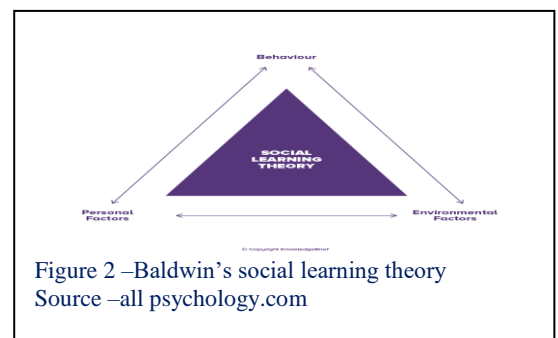 Behaviour
SOCIAL
LEARNING
THEORY
Personal
Factors
Environmental
Factors
© Copyright KnowledgeBrief
Figure 2 –Baldwin’s social learning theory
Source –all psychology.com